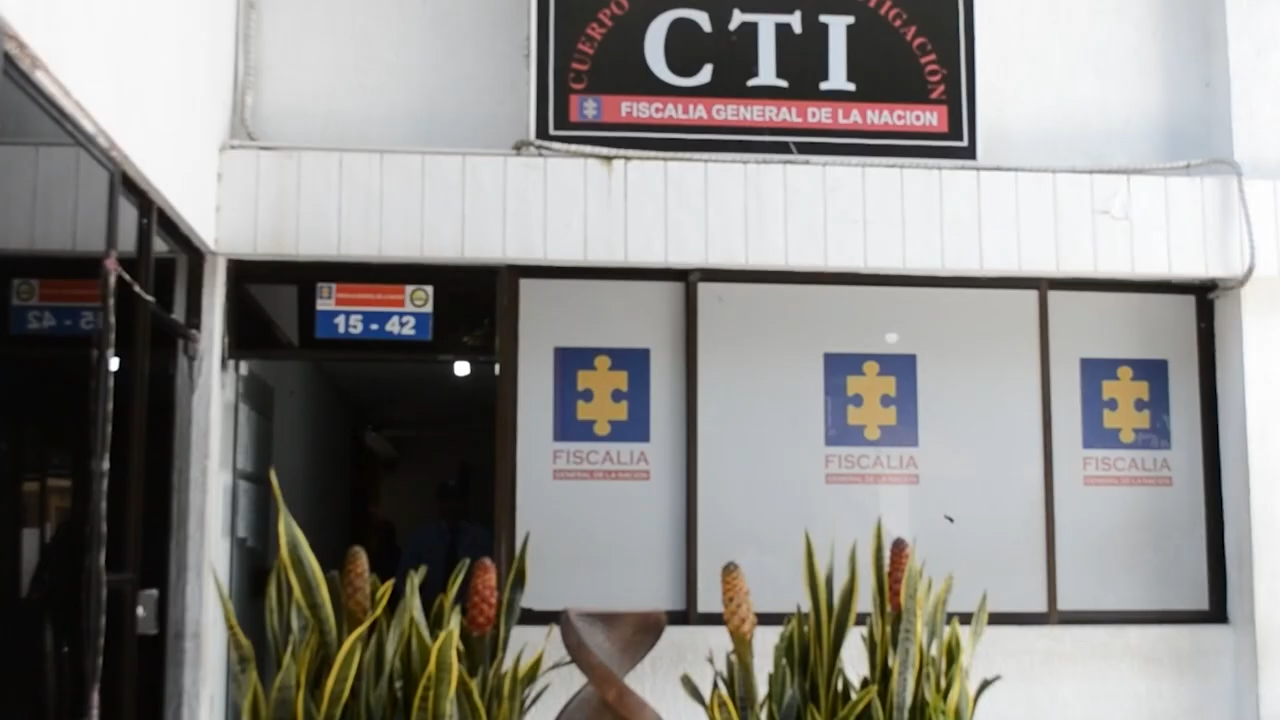 CUERPO
TIGACIÓN
CTI
FISCALIA GENERAL DE LA NACION
15 - 42
FISCALIA
GENERAL DE LA NACION
FISCALIA
GENERAL DE LA NACION
FISCALIA
GENERAL DE LA NACION
15 - 42